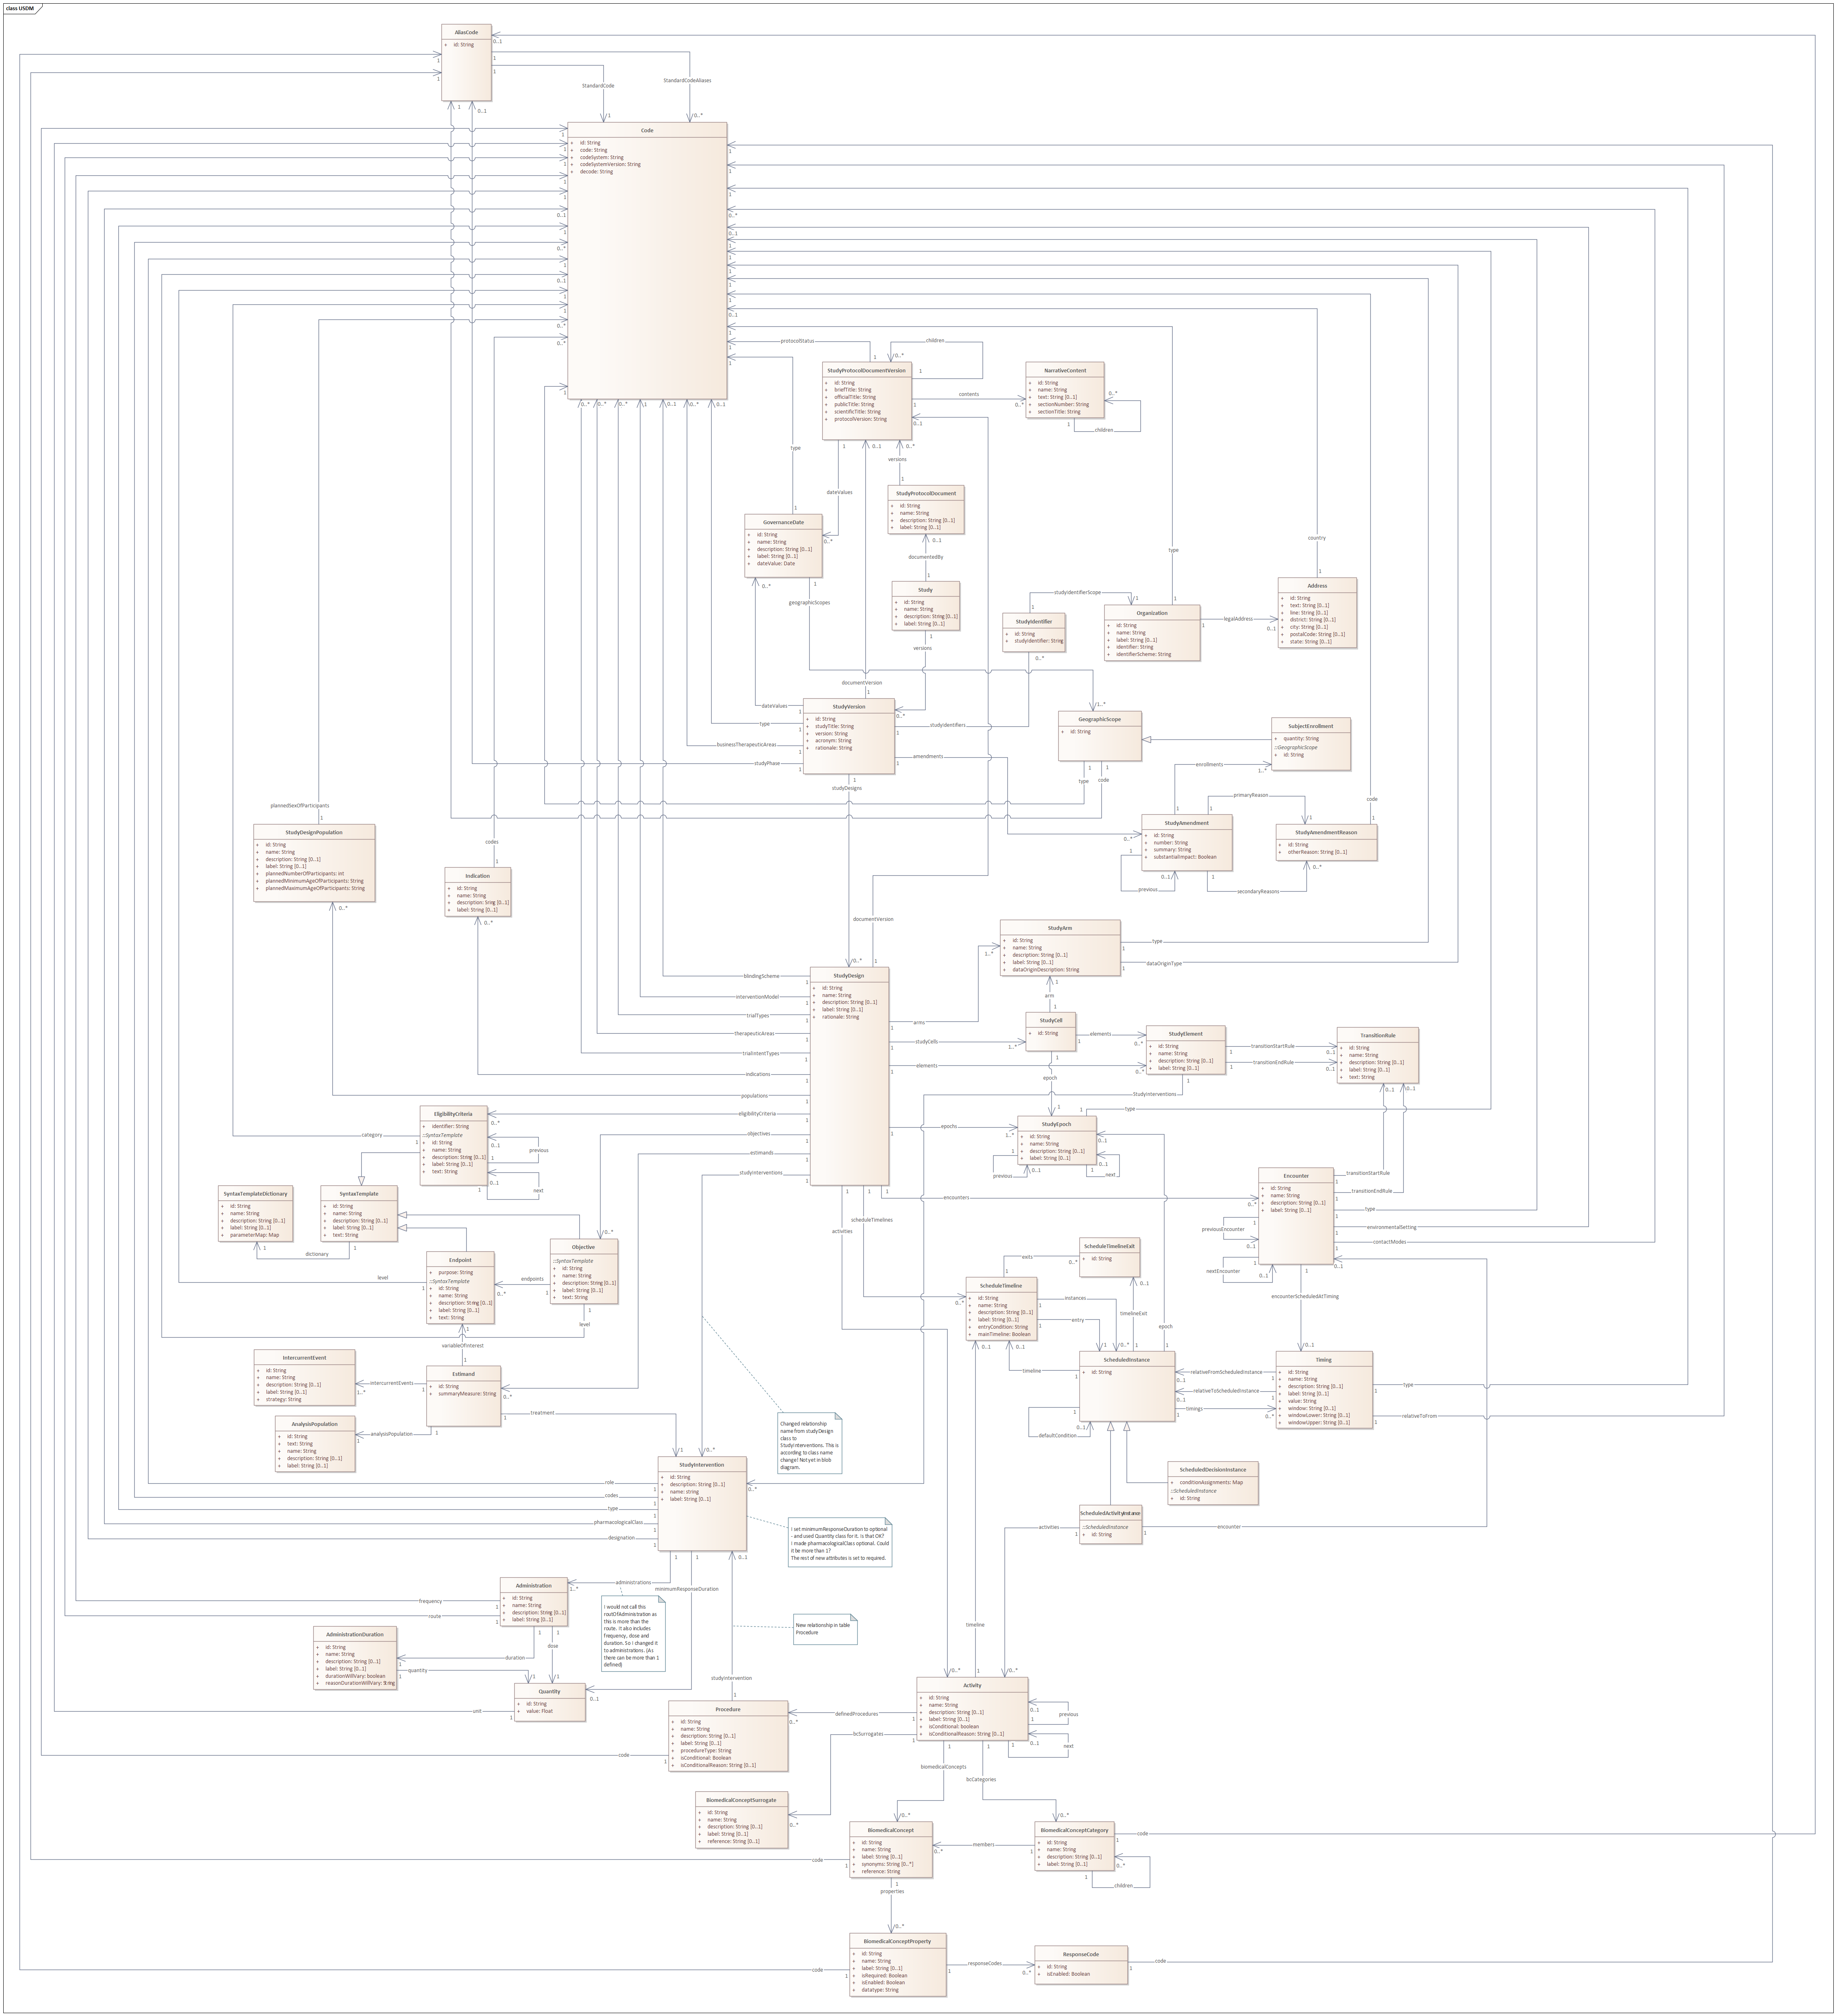 class USDM
AliasCode
+ id: String
0..1
1
1
1
1
StandardCode
StandardCodeAliases
1
0..1
1
0..*
Code
+ id: String
+ code: String
+ codeSystem: String
+ codeSystemVersion: String
+ decode: String
protocolStatus
children
StudyProtocolDocumentVersion
+ id: String
+ briefTitle: String
+ officialTitle: String
+ publicTitle: String
+ scientificTitle: String
+ protocolVersion: String
contents
NarrativeContent
+ id: String
+ name: String
+ text: String [0..1]
+ sectionNumber: String
+ sectionTitle: String
children
type
versions
dateValues
StudyProtocolDocument
+ id: String
+ name: String
+ description: String [0..1]
+ label: String [0..1]
GovernanceDate
+ id: String
+ name: String
+ description: String [0..1]
+ label: String [0..1]
+ dateValue: Date
documentedBy
type
country
geographicScopes
Study
+ id: String
+ name: String
+ description: String [0..1]
+ label: String [0..1]
studyIdentifierScope
StudyIdentifier
+ id: String
+ studyIdentifier: String
Organization
+ id: String
+ name: String
+ label: String [0..1]
+ identifier: String
+ identifierScheme: String
legalAddress
Address
+ id: String
+ text: String [0..1]
+ line: String [0..1]
+ district: String [0..1]
+ city: String [0..1]
+ postalCode: String [0..1]
+ state: String [0..1]
versions
documentVersion
dateValues
type
businessTherapeuticAreas
studyPhase
StudyVersion
+ id: String
+ studyTitle: String
+ version: String
+ acronym: String
+ rationale: String
studyIdentifiers
amendments
studyDesigns
GeographicScope
+ id: String
type
code
SubjectEnrollment
+ quantity: String
::GeographicScope
+ id: String
enrollments
primaryReason
code
StudyAmendment
+ id: String
+ number: String
+ summary: String
+ substantialImpact: Boolean
previous
secondaryReasons
StudyAmendmentReason
+ id: String
+ otherReason: String [0..1]
plannedSexOfParticipants
StudyDesignPopulation
+ id: String
+ name: String
+ description: String [0..1]
+ label: String [0..1]
+ plannedNumberOfParticipants: int
+ plannedMinimumAgeOfParticipants: String
+ plannedMaximumAgeOfParticipants: String
codes
Indication
+ id: String
+ name: String
+ description: Sring [0..1]
+ label: String [0..1]
documentVersion
StudyDesign
+ id: String
+ name: String
+ description: String [0..1]
+ label: String [0..1]
+ rationale: String
blindingScheme
interventionModel
trialTypes
therapeuticAreas
trialIntentTypes
indications
populations
eligibilityCriteria
objectives
estimands
studyInterventions
StudyArm
+ id: String
+ name: String
+ description: String [0..1]
+ label: String [0..1]
+ dataOriginDescription: String
type
dataOriginType
arm
arms
StudyCell
+ id: String
studyCells
elements
elements
epoch
StudyElement
+ id: String
+ name: String
+ description: String [0..1]
+ label: String [0..1]
transitionStartRule
transitionEndRule
StudyInterventions
TransitionRule
+ id: String
+ name: String
+ description: String [0..1]
+ label: String [0..1]
+ text: String
epochs
StudyEpoch
+ id: String
+ name: String
+ description: String [0..1]
+ label: String [0..1]
type
previous
next
EligibilityCriteria
+ identifier: String
::SyntaxTemplate
+ id: String
+ name: String
+ description: String [0..1]
+ label: String [0..1]
+ text: String
category
previous
next
SyntaxTemplateDictionary
+ id: String
+ name: String
+ description: String [0..1]
+ label: String [0..1]
+ parameterMap: Map
SyntaxTemplate
+ id: String
+ name: String
+ description: String [0..1]
+ label: String [0..1]
+ text: String
dictionary
Encounter
+ id: String
+ name: String
+ description: String [0..1]
+ label: String [0..1]
encounters
transitionStartRule
transitionEndRule
type
environmentalSetting
contactModes
previousEncounter
nextEncounter
encounterScheduledAtTiming
activities
scheduleTimelines
Endpoint
+ purpose: String
::SyntaxTemplate
+ id: String
+ name: String
+ description: String [0..1]
+ label: String [0..1]
+ text: String
level
endpoints
Objective
::SyntaxTemplate
+ id: String
+ name: String
+ description: String [0..1]
+ label: String [0..1]
+ text: String
level
ScheduleTimelineExit
+ id: String
exits
ScheduleTimeline
+ id: String
+ name: String
+ description: String [0..1]
+ label: String [0..1]
+ entryCondition: String
+ mainTimeline: Boolean
instances
entry
timelineExit
epoch
timeline
variableOfInterest
IntercurrentEvent
+ id: String
+ name: String
+ description: String [0..1]
+ label: String [0..1]
+ strategy: String
intercurrentEvents
Estimand
+ id: String
+ summaryMeasure: String
AnalysisPopulation
+ id: String
+ text: String
+ name: String
+ description: String [0..1]
+ label: String [0..1]
analysisPopulation
treatment
ScheduledInstance
+ id: String
relativeFromScheduledInstance
relativeToScheduledInstance
timings
defaultCondition
Timing
+ id: String
+ name: String
+ description: String [0..1]
+ label: String [0..1]
+ value: String
+ window: String [0..1]
+ windowLower: String [0..1]
+ windowUpper: String [0..1]
type
relativeToFrom
Changed relationship
name from studyDesign
class to
StudyInterventions. This is
according to class name
change! Not yet in blob
diagram.
StudyIntervention
+ id: String
+ description: String [0..1]
+ name: string
+ label: String [0..1]
role
codes
type
pharmacologicalClass
designation
ScheduledDecisionInstance
+ conditionAssignments: Map
::ScheduledInstance
+ id: String
ScheduledActivityInstance
::ScheduledInstance
+ id: String
activities
encounter
I set minimumResponseDuration to optional
- and used Quantity class for it. Is that OK?
I made pharmacologicalClass optional. Could
it be more than 1?
The rest of new attributes is set to required.
administrations
minimumResponseDuration
Administration
+ id: String
+ name: String
+ description: String [0..1]
+ label: String [0..1]
frequency
route
I would not call this
routOfAdministration as
this is more than the
route. It also includes
frequency, dose and
duration. So I changed it
to administrations. (As
there can be more than 1
defined)
New relationship in table
Procedure
timeline
AdministrationDuration
+ id: String
+ name: String
+ description: String [0..1]
+ label: String [0..1]
+ durationWillVary: boolean
+ reasonDurationWillVary: String
duration
dose
quantity
Quantity
+ id: String
+ value: Float
unit
studyIntervention
Procedure
+ id: String
+ name: String
+ description: String [0..1]
+ label: String [0..1]
+ procedureType: String
+ isConditional: Boolean
+ isConditionalReason: String [0..1]
code
definedProcedures
bcSurrogates
Activity
+ id: String
+ name: String
+ description: String [0..1]
+ label: String [0..1]
+ isConditional: boolean
+ isConditionalReason: String [0..1]
previous
next
biomedicalConcepts
bcCategories
BiomedicalConceptSurrogate
+ id: String
+ name: String
+ description: String [0..1]
+ label: String [0..1]
+ reference: String [0..1]
BiomedicalConcept
+ id: String
+ name: String
+ label: String [0..1]
+ synonyms: String [0..*]
+ reference: String
code
members
properties
BiomedicalConceptCategory
+ id: String
+ name: String
+ description: String [0..1]
+ label: String [0..1]
code
children
BiomedicalConceptProperty
+ id: String
+ name: String
+ label: String [0..1]
+ isRequired: Boolean
+ isEnabled: Boolean
+ datatype: String
code
responseCodes
ResponseCode
+ id: String
+ isEnabled: Boolean
code